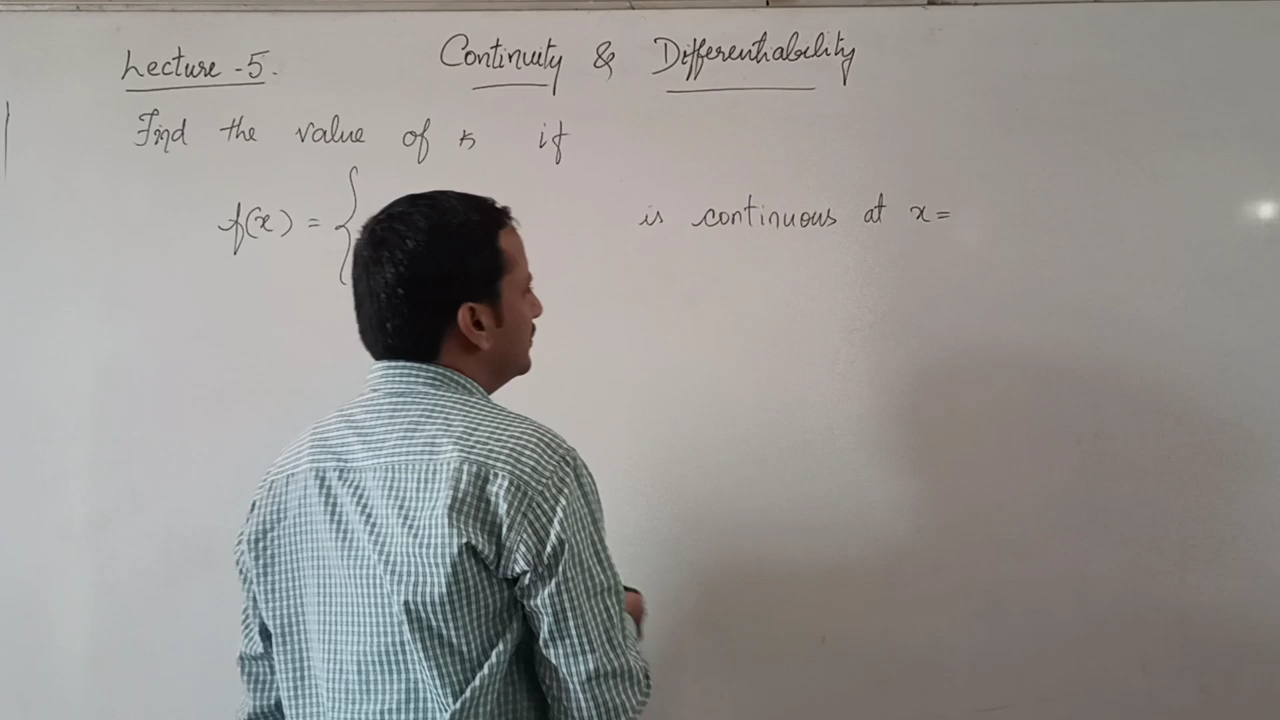 Lecture - 5.
Continuity & Differentiability
Find the value of k if
f(x) = { is continuous at x =